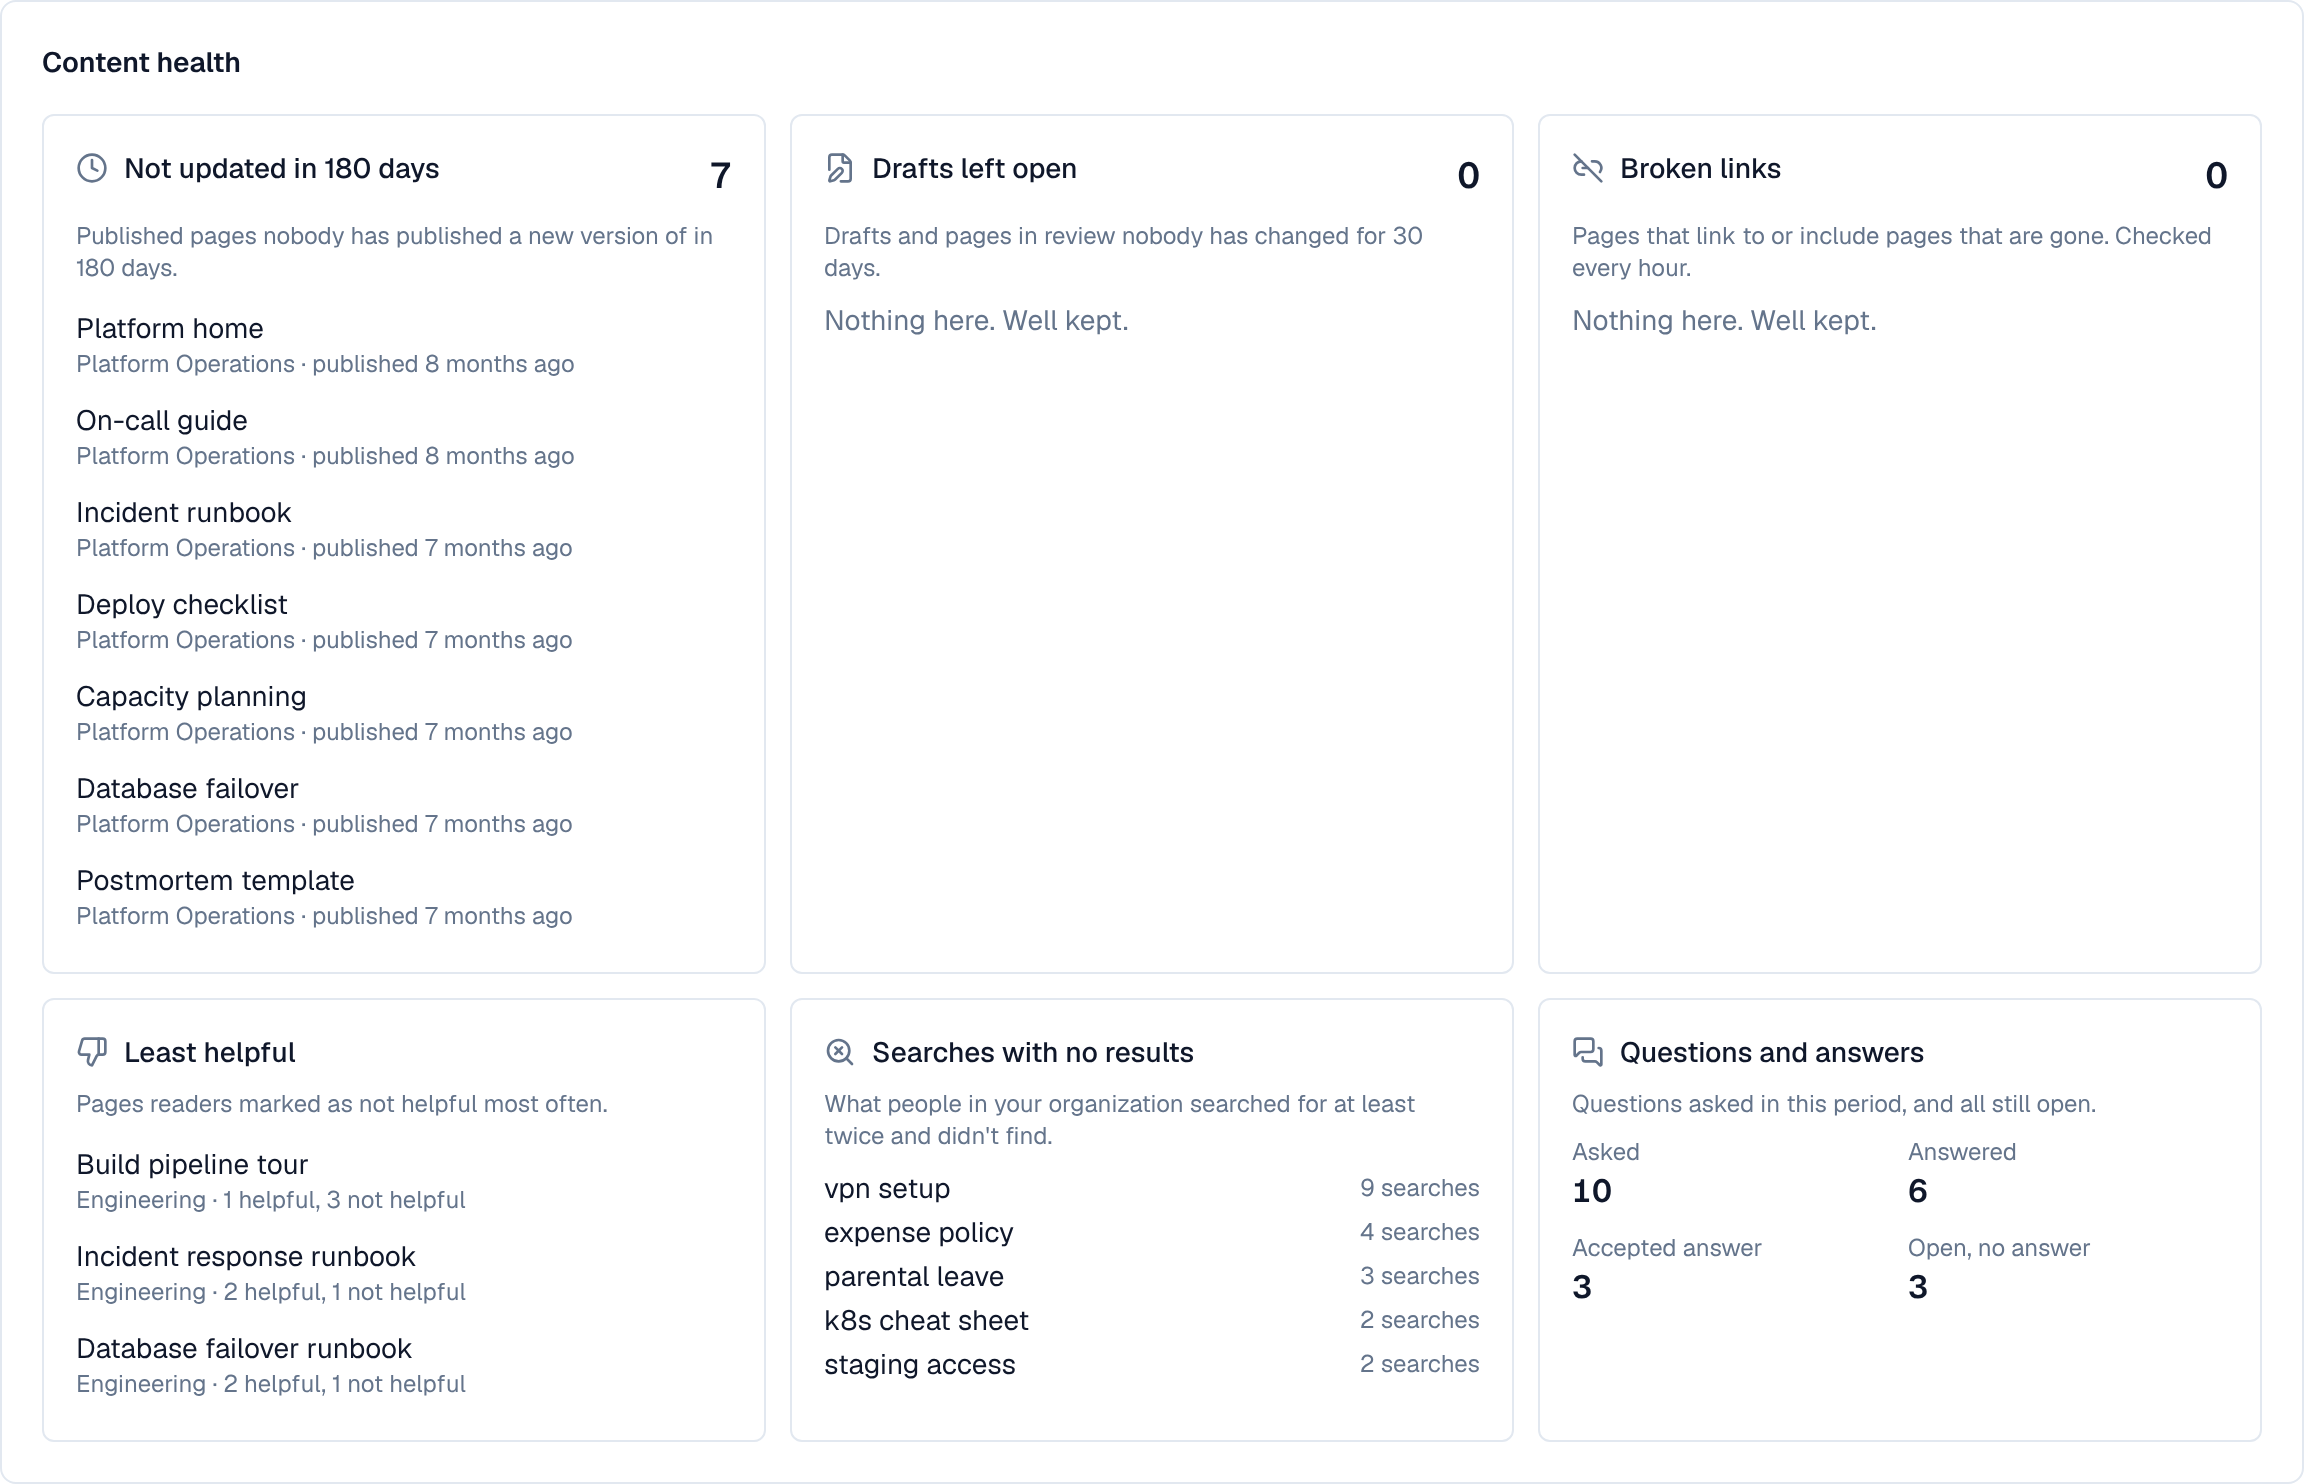 Content health
Not updated in 180 days
7
Published pages nobody has published a new version of in
180 days.
Platform home
Platform Operations · published 8 months ago
On-call guide
Platform Operations · published 8 months ago
Incident runbook
Platform Operations · published 7 months ago
Deploy checklist
Platform Operations · published 7 months ago
Capacity planning
Platform Operations · published 7 months ago
Database failover
Platform Operations · published 7 months ago
Postmortem template
Platform Operations · published 7 months ago
Drafts left open
0
Drafts and pages in review nobody has changed for 30
days.
Nothing here. Well kept.
Broken links
0
Pages that link to or include pages that are gone. Checked
every hour.
Nothing here. Well kept.
Least helpful
Pages readers marked as not helpful most often.
Build pipeline tour
Engineering · 1 helpful, 3 not helpful
Incident response runbook
Engineering · 2 helpful, 1 not helpful
Database failover runbook
Engineering · 2 helpful, 1 not helpful
Searches with no results
What people in your organization searched for at least
twice and didn't find.
vpn setup 9 searches
expense policy 4 searches
parental leave 3 searches
k8s cheat sheet 2 searches
staging access 2 searches
Questions and answers
Questions asked in this period, and all still open.
Asked Answered
10 6
Accepted answer Open, no answer
3 3